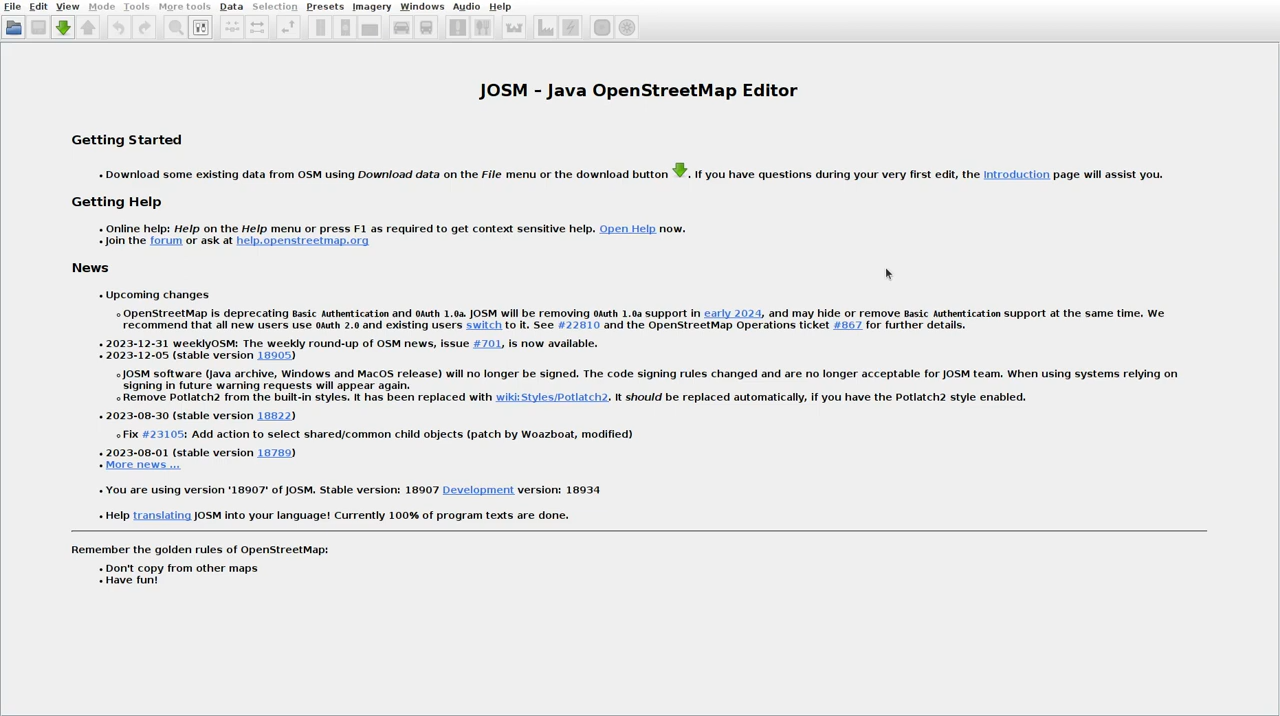 File Edit View Mode Tools More tools Data Selection Presets Imagery Windows Audio Help
JOSM – Java OpenStreetMap Editor
Getting Started
• Download some existing data from OSM using Download data on the File menu or the download button . If you have questions during your very first edit, the Introduction page will assist you.
Getting Help
• Online help: Help on the Help menu or press F1 as required to get context sensitive help. Open Help now.
• Join the forum or ask at help.openstreetmap.org
News
• Upcoming changes
◦ OpenStreetMap is deprecating Basic Authentication and OAuth 1.0a. JOSM will be removing OAuth 1.0a support in early 2024, and may hide or remove Basic Authentication support at the same time. We
recommend that all new users use OAuth 2.0 and existing users switch to it. See #22810 and the OpenStreetMap Operations ticket #867 for further details.
• 2023-12-31 weeklyOSM: The weekly round-up of OSM news, issue #701, is now available.
• 2023-12-05 (stable version 18905)
◦ JOSM software (Java archive, Windows and MacOS release) will no longer be signed. The code signing rules changed and are no longer acceptable for JOSM team. When using systems relying on
signing in future warning requests will appear again.
◦ Remove Potlatch2 from the built-in styles. It has been replaced with wiki:Styles/Potlatch2. It should be replaced automatically, if you have the Potlatch2 style enabled.
• 2023-08-30 (stable version 18822)
◦ Fix #23105: Add action to select shared/common child objects (patch by Woazboat, modified)
• 2023-08-01 (stable version 18789)
• More news ...
• You are using version '18907' of JOSM. Stable version: 18907 Development version: 18934
• Help translating JOSM into your language! Currently 100% of program texts are done.
Remember the golden rules of OpenStreetMap:
• Don't copy from other maps
• Have fun!